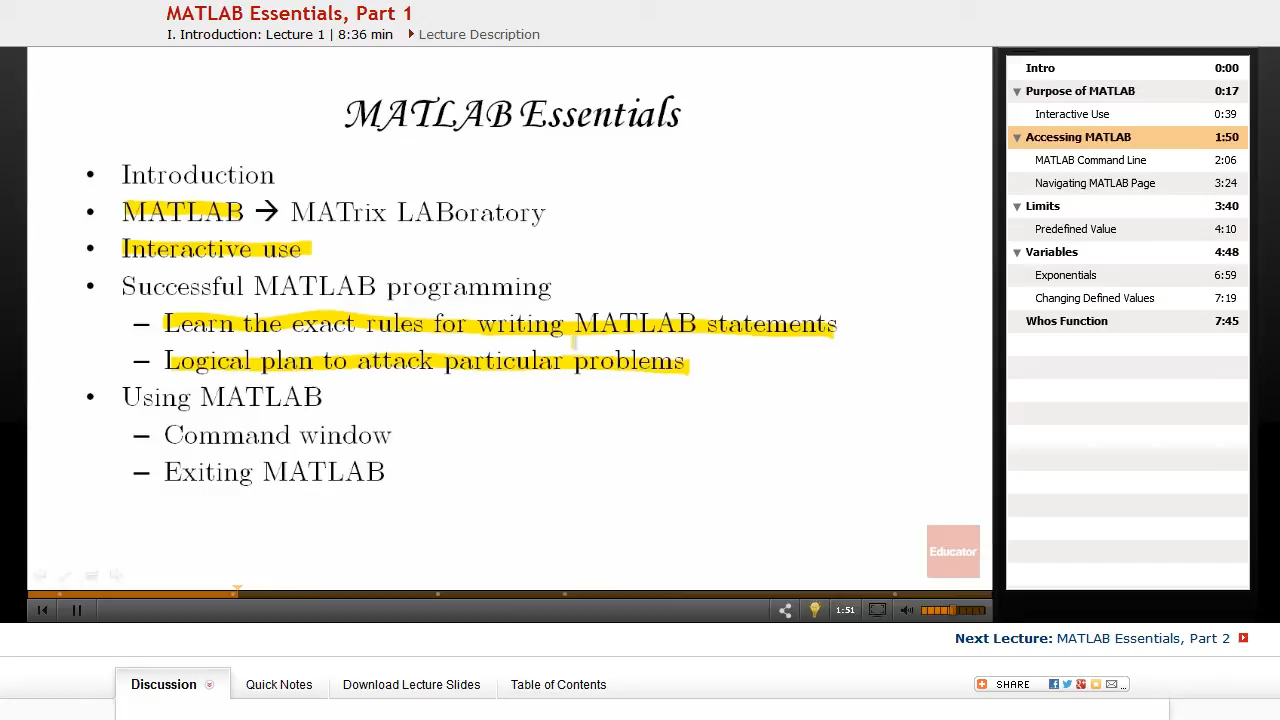 MATLAB Essentials, Part 1
I. Introduction: Lecture 1 | 8:36 min Lecture Description
MATLAB Essentials
• Introduction
• MATLAB → MATrix LABoratory
• Interactive use
• Successful MATLAB programming
– Learn the exact rules for writing MATLAB statements
– Logical plan to attack particular problems
• Using MATLAB
– Command window
– Exiting MATLAB
Educator
1:51
Intro 0:00
Purpose of MATLAB 0:17
Interactive Use 0:39
Accessing MATLAB 1:50
MATLAB Command Line 2:06
Navigating MATLAB Page 3:24
Limits 3:40
Predefined Value 4:10
Variables 4:48
Exponentials 6:59
Changing Defined Values 7:19
Whos Function 7:45
Next Lecture: MATLAB Essentials, Part 2
Discussion Quick Notes Download Lecture Slides Table of Contents
SHARE ...